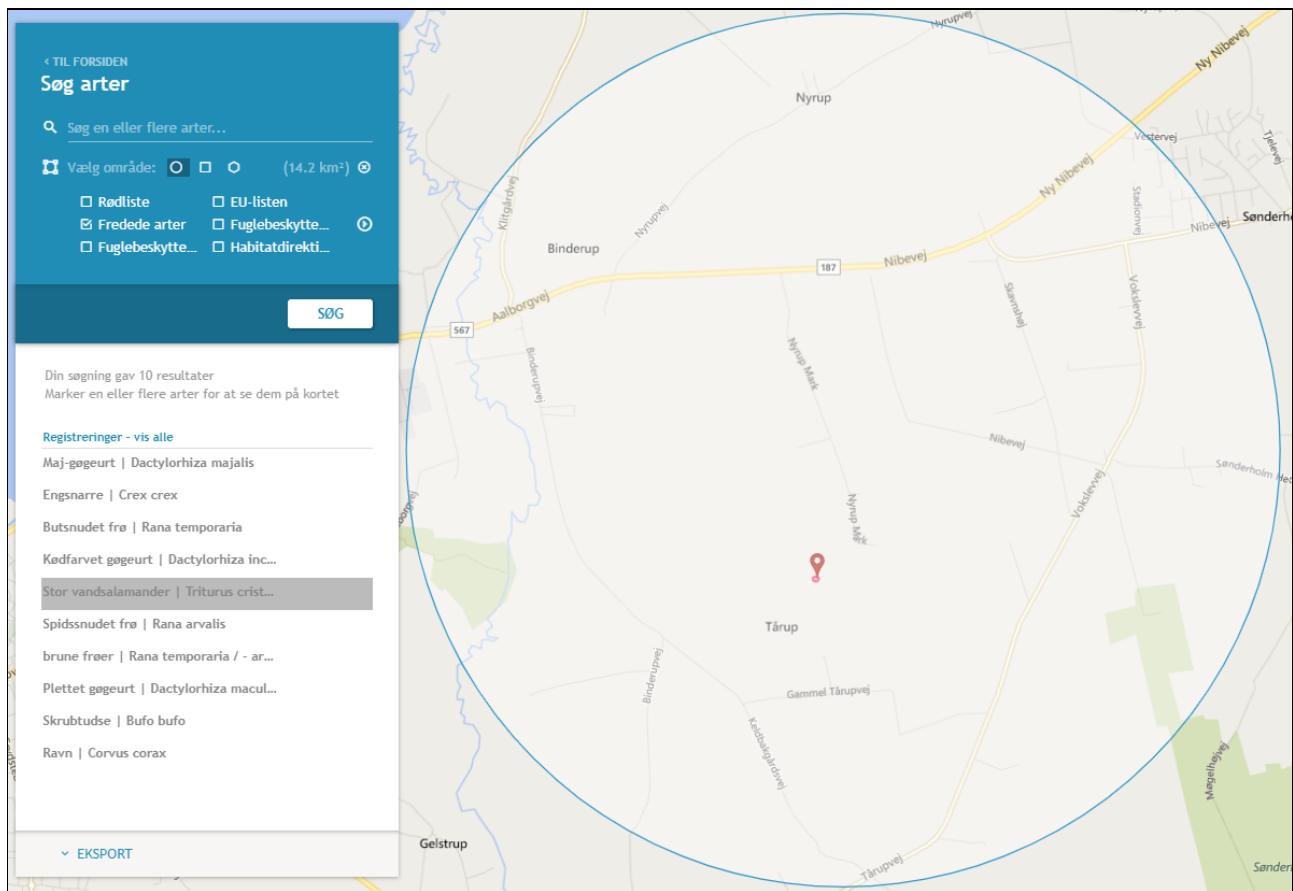 < TIL FORSIDEN
Søg arter
Søg en eller flere arter...
Vælg område:
(14.2 km²)
Rødliste
EU-listen
Fredede arter
Fuglebeskytte...
Fuglebeskytte...
Habitatdirekti...
SØG
Din søgning gav 10 resultater
Marker en eller flere arter for at se dem på kortet
Registreringer - vis alle
Maj-gøgeurt | Dactylorhiza majalis
Engsnarre | Crex crex
Butsnudet frø | Rana temporaria
Kødfarvet gøgeurt | Dactylorhiza inc...
Stor vandsalamander | Triturus crist...
Spidssnudet frø | Rana arvalis
brune frøer | Rana temporaria / - ar...
Plettet gøgeurt | Dactylorhiza macul...
Skrubtudse | Bufo bufo
Ravn | Corvus corax
EKSPORT
Nyrupvej
Ny Nibevej
Nyrup
Vestervej
Tjelevej
Ny Nibevej
Klitgårdvej
Nyrupvej
Stadionvej
Sønderh
Nibevej
Binderup
187
Nibevej
Aalborgvej
567
Skavnshøj
Vokslevvej
Binderupvej
Nyrup Mark
Nibevej
Sønderholm Hed
Vokslevvej
Nyrup Mark
Tårup
Binderupvej
Gammel Tårupvej
Keldbakgårdsvej
Møgelhøjvej
Gelstrup
Tårupvej
Sønder